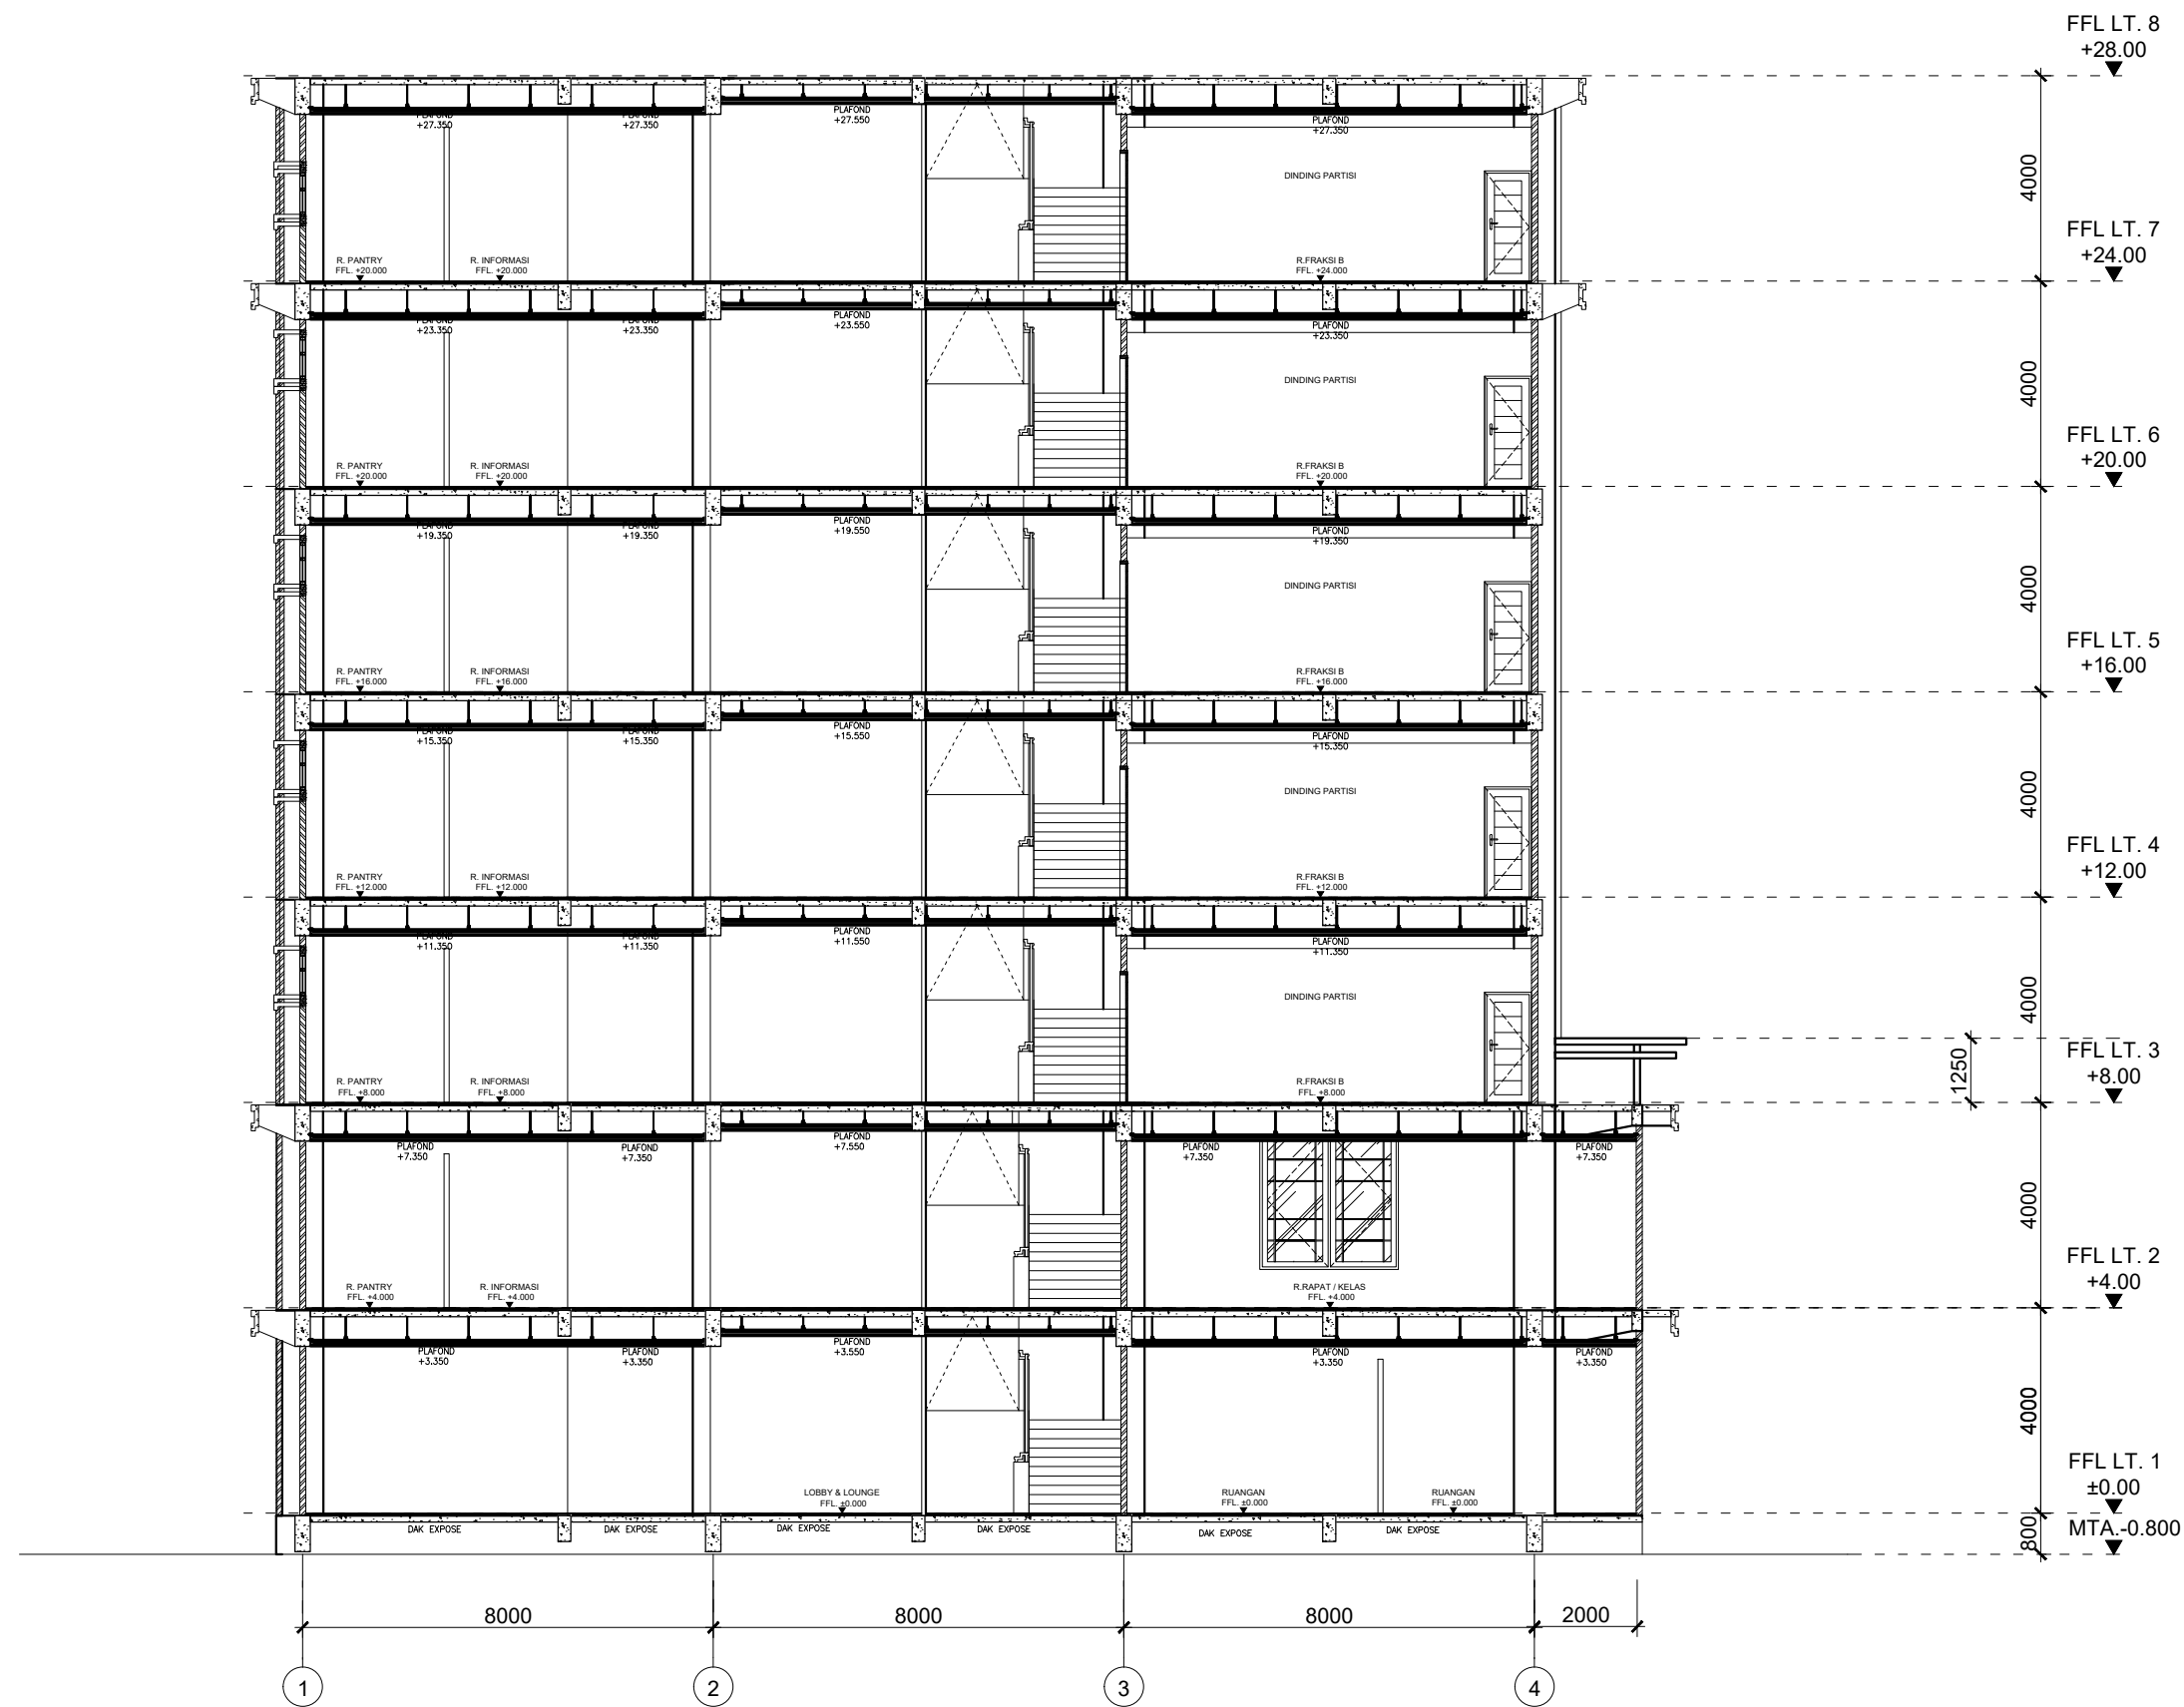 FFL LT. 8
+28.00
PLAFOND
+27.350
PLAFOND
+27.350
PLAFOND
+27.550
PLAFOND
+27.350
DINDING PARTISI
4000
R. PANTRY
FFL. +20.000
R. INFORMASI
FFL. +20.000
R.FRAKSI B
FFL. +24.000
FFL LT. 7
+24.00
PLAFOND
+23.350
PLAFOND
+23.350
PLAFOND
+23.550
PLAFOND
+23.350
DINDING PARTISI
4000
R. PANTRY
FFL. +20.000
R. INFORMASI
FFL. +20.000
R.FRAKSI B
FFL. +20.000
FFL LT. 6
+20.00
PLAFOND
+19.350
PLAFOND
+19.350
PLAFOND
+19.550
PLAFOND
+19.350
DINDING PARTISI
4000
R. PANTRY
FFL. +16.000
R. INFORMASI
FFL. +16.000
R.FRAKSI B
FFL. +16.000
FFL LT. 5
+16.00
PLAFOND
+15.350
PLAFOND
+15.350
PLAFOND
+15.550
PLAFOND
+15.350
DINDING PARTISI
4000
R. PANTRY
FFL. +12.000
R. INFORMASI
FFL. +12.000
R.FRAKSI B
FFL. +12.000
FFL LT. 4
+12.00
PLAFOND
+11.350
PLAFOND
+11.350
PLAFOND
+11.550
PLAFOND
+11.350
DINDING PARTISI
4000
1250
R. PANTRY
FFL. +8.000
R. INFORMASI
FFL. +8.000
R.FRAKSI B
FFL. +8.000
FFL LT. 3
+8.00
PLAFOND
+7.350
PLAFOND
+7.350
PLAFOND
+7.550
PLAFOND
+7.350
PLAFOND
+7.350
4000
R. PANTRY
FFL. +4.000
R. INFORMASI
FFL. +4.000
R.RAPAT / KELAS
FFL. +4.000
FFL LT. 2
+4.00
PLAFOND
+3.350
PLAFOND
+3.350
PLAFOND
+3.550
PLAFOND
+3.350
PLAFOND
+3.350
4000
LOBBY & LOUNGE
FFL. ±0.000
RUANGAN
FFL. ±0.000
RUANGAN
FFL. ±0.000
FFL LT. 1
±0.00
DAK EXPOSE
DAK EXPOSE
DAK EXPOSE
DAK EXPOSE
DAK EXPOSE
DAK EXPOSE
800
MTA.-0.800
8000
8000
8000
2000
1
2
3
4